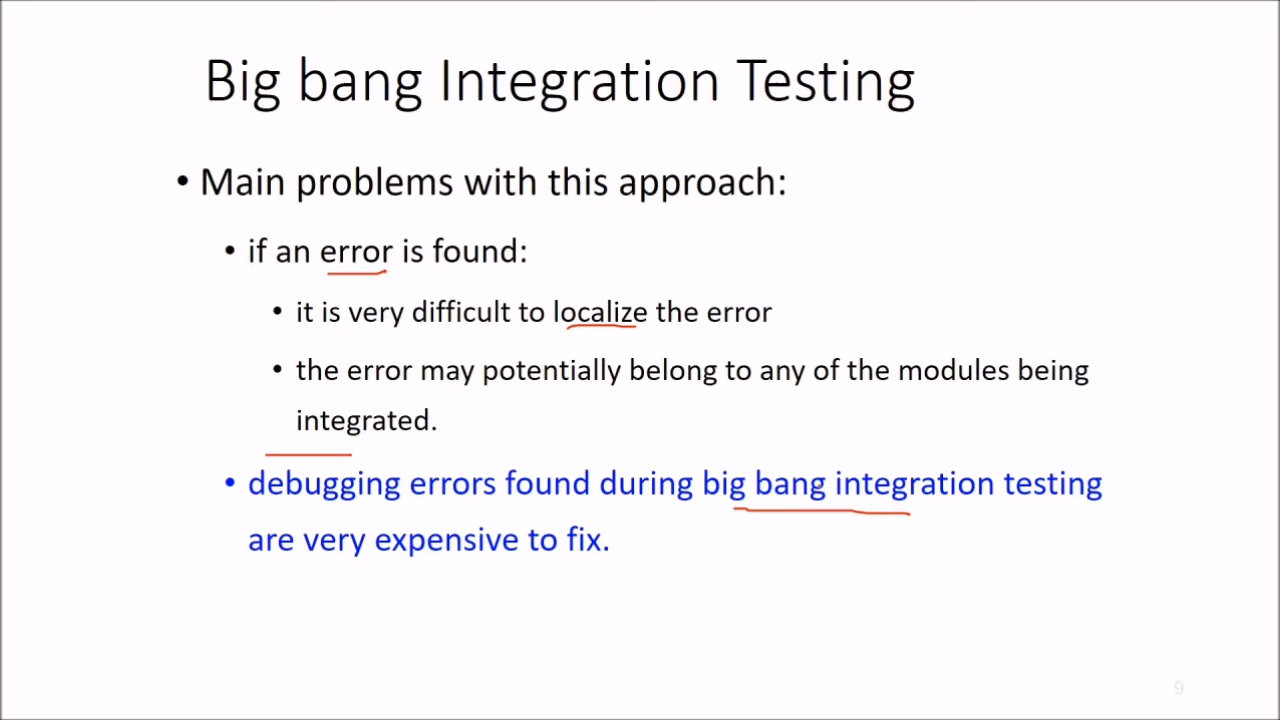 Big bang Integration Testing
• Main problems with this approach:
• if an error is found:
• it is very difficult to localize the error
• the error may potentially belong to any of the modules being
integrated.
• debugging errors found during big bang integration testing
are very expensive to fix.
9